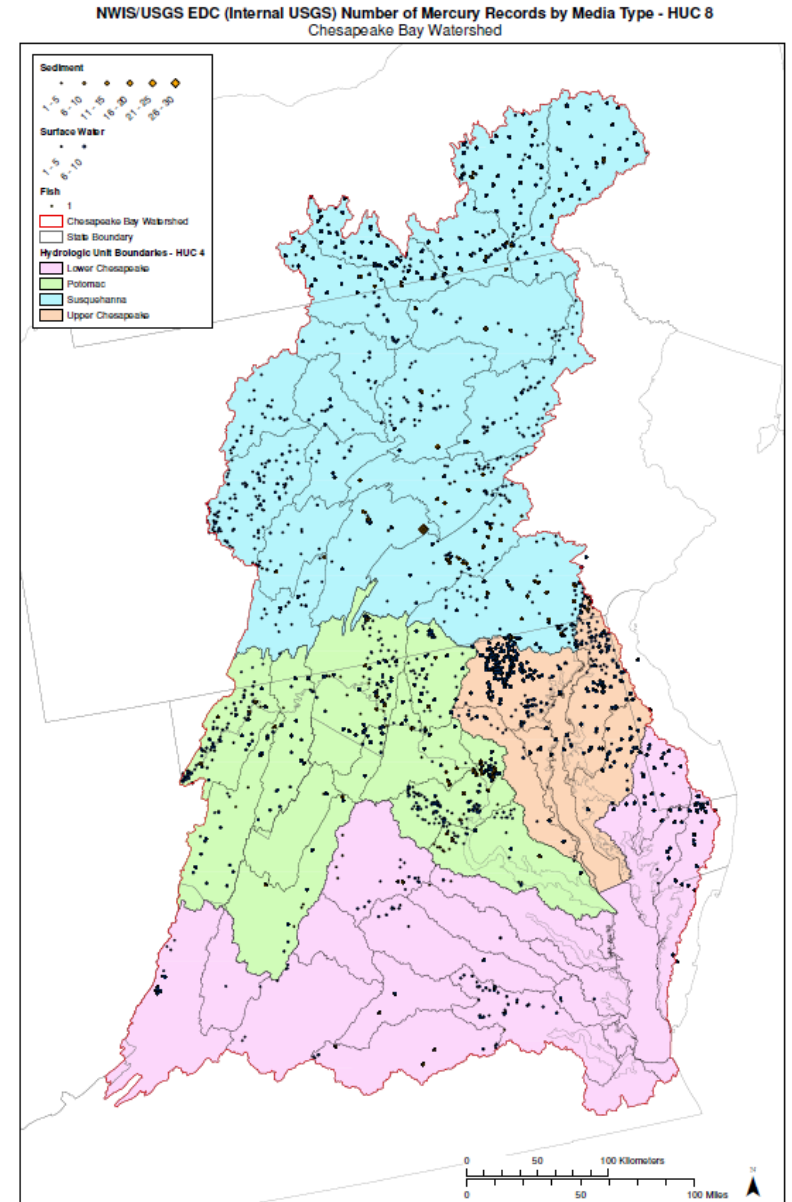 NWIS/USGS EDC (Internal USGS) Number of Mercury Records by Media Type - HUC 8
Chesapeake Bay Watershed
Sediment
1 - 5
6 - 10
11 - 15
16 - 20
21 - 25
26 - 30
Surface Water
1 - 5
6 - 10
Fish
1
Chesapeake Bay Watershed
State Boundary
Hydrologic Unit Boundaries - HUC 4
Lower Chesapeake
Potomac
Susquehanna
Upper Chesapeake
0 50 100 Kilometers
0 50 100 Miles
N